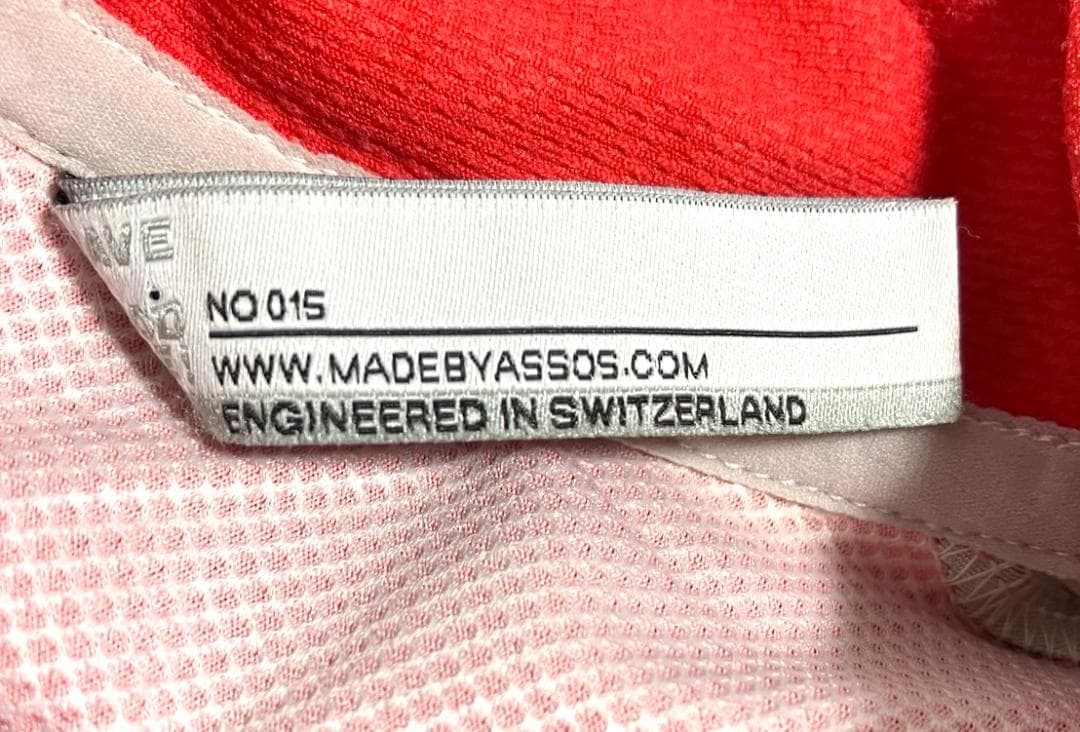 NO 015
WWW.MADEBYASSOS.COM
ENGINEERED IN SWITZERLAND